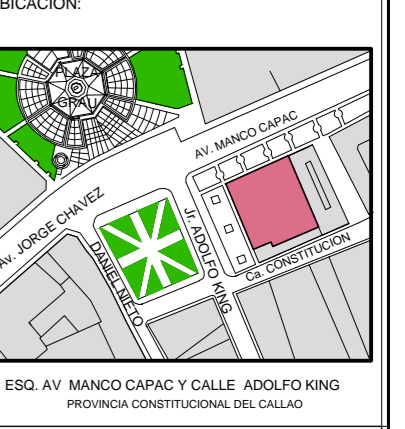 BICACIÓN:
PLAZA
GRAU
AV. MANCO CAPAC
Av. JORGE CHAVEZ
Jr. ADOLFO KING
DANIEL NIETO
Ca. CONSTITUCION
ESQ. AV MANCO CAPAC Y CALLE ADOLFO KING
PROVINCIA CONSTITUCIONAL DEL CALLAO